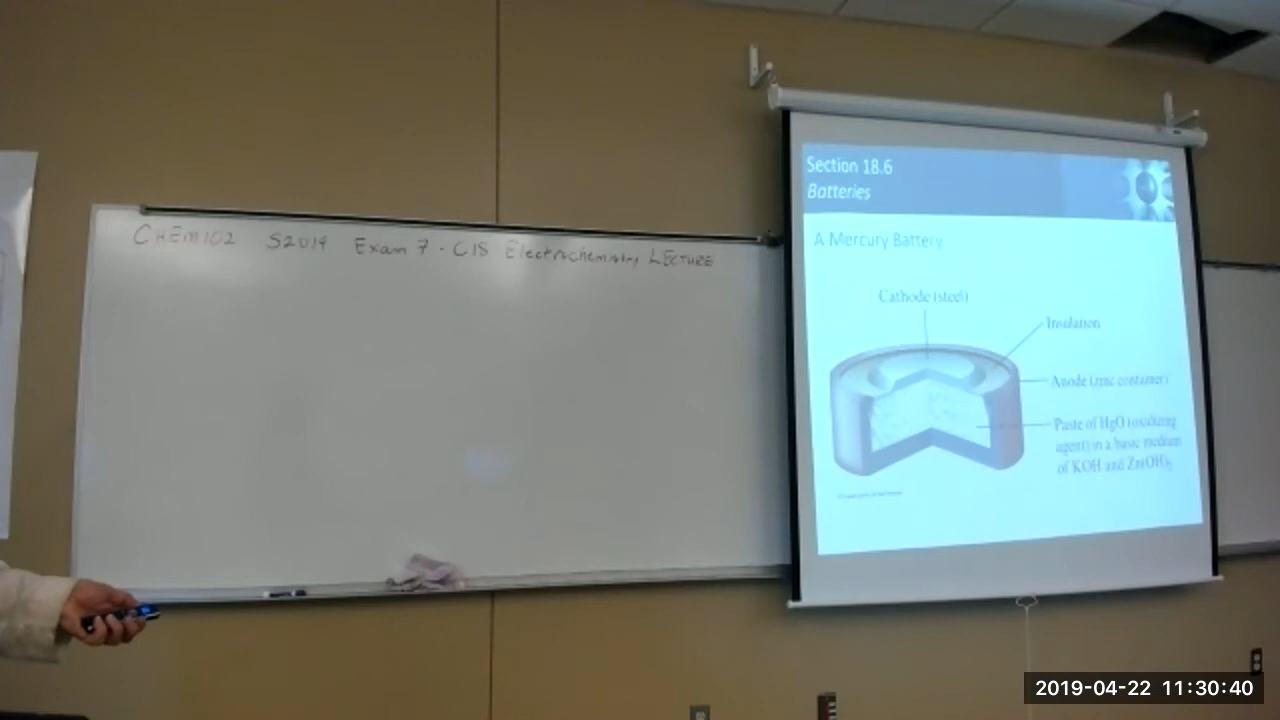 CHEM102 S2019 Exam 7 - C18 Electrochemistry LECTURE
Section 18.6
Batteries
A Mercury Battery
Cathode (steel)
Insulation
Anode (zinc container)
Paste of HgO (oxidizing
agent) in a basic medium
of KOH and Zn(OH)₂
2019-04-22 11:30:40